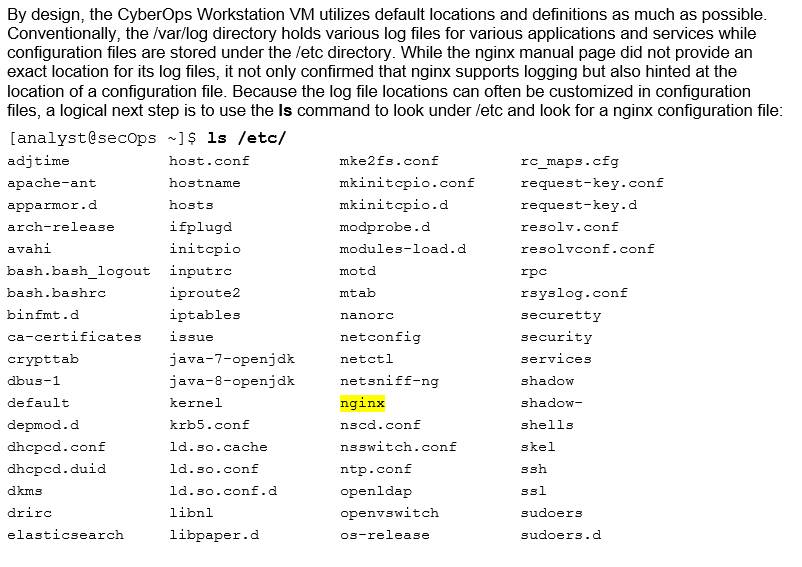 By design, the CyberOps Workstation VM utilizes default locations and definitions as much as possible.
Conventionally, the /var/log directory holds various log files for various applications and services while
configuration files are stored under the /etc directory. While the nginx manual page did not provide an
exact location for its log files, it not only confirmed that nginx supports logging but also hinted at the
location of a configuration file. Because the log file locations can often be customized in configuration
files, a logical next step is to use the ls command to look under /etc and look for a nginx configuration file:
[analyst@secOps ~]$ ls /etc/
adjtime host.conf mke2fs.conf rc_maps.cfg
apache-ant hostname mkinitcpio.conf request-key.conf
apparmor.d hosts mkinitcpio.d request-key.d
arch-release ifplugd modprobe.d resolv.conf
avahi initcpio modules-load.d resolvconf.conf
bash.bash_logout inputrc motd rpc
bash.bashrc iproute2 mtab rsyslog.conf
binfmt.d iptables nanorc securetty
ca-certificates issue netconfig security
crypttab java-7-openjdk netctl services
dbus-1 java-8-openjdk netsniff-ng shadow
default kernel nginx shadow-
depmod.d krb5.conf nscd.conf shells
dhcpcd.conf ld.so.cache nsswitch.conf skel
dhcpcd.duid ld.so.conf ntp.conf ssh
dkms ld.so.conf.d openldap ssl
drirc libnl openvswitch sudoers
elasticsearch libpaper.d os-release sudoers.d